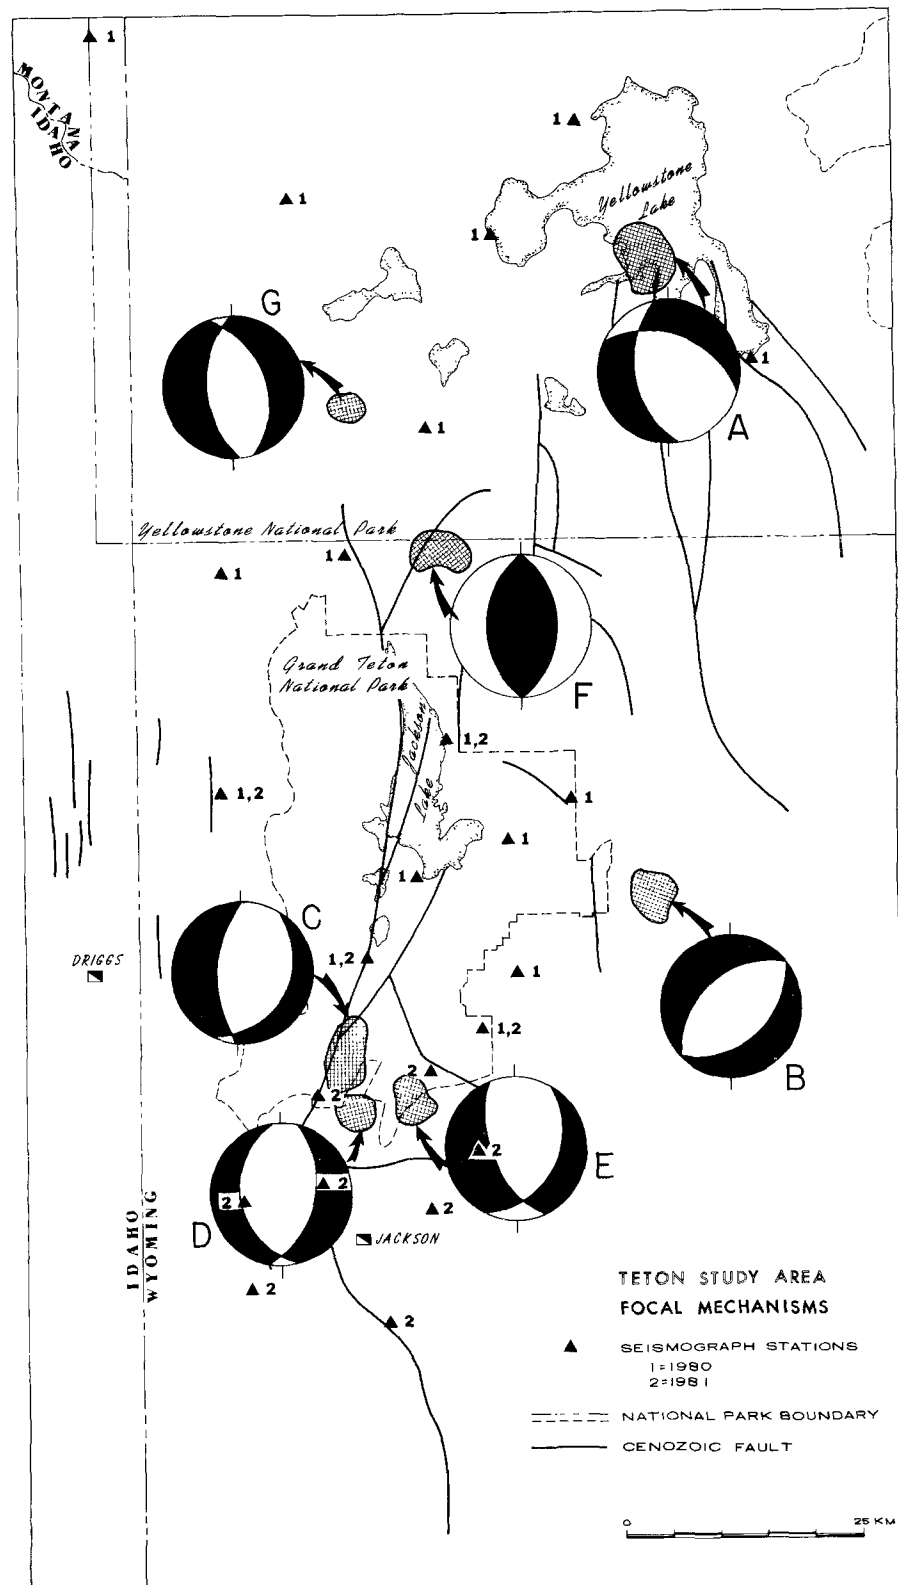 1
MONTANA
IDAHO
1
Yellowstone
Lake
1
1
G
1
A
1
Yellowstone National Park
1
1
F
Grand Teton
National Park
Jackson
Lake
1,2
1,2
1
1
1
C
DRIGGS
1,2
1
1,2
B
2
2
E
2
2
2
D
2
JACKSON
IDAHO
WYOMING
2
2
TETON STUDY AREA
FOCAL MECHANISMS
SEISMOGRAPH STATIONS
1=1980
2=1981
NATIONAL PARK BOUNDARY
CENOZOIC FAULT
0 25 KM